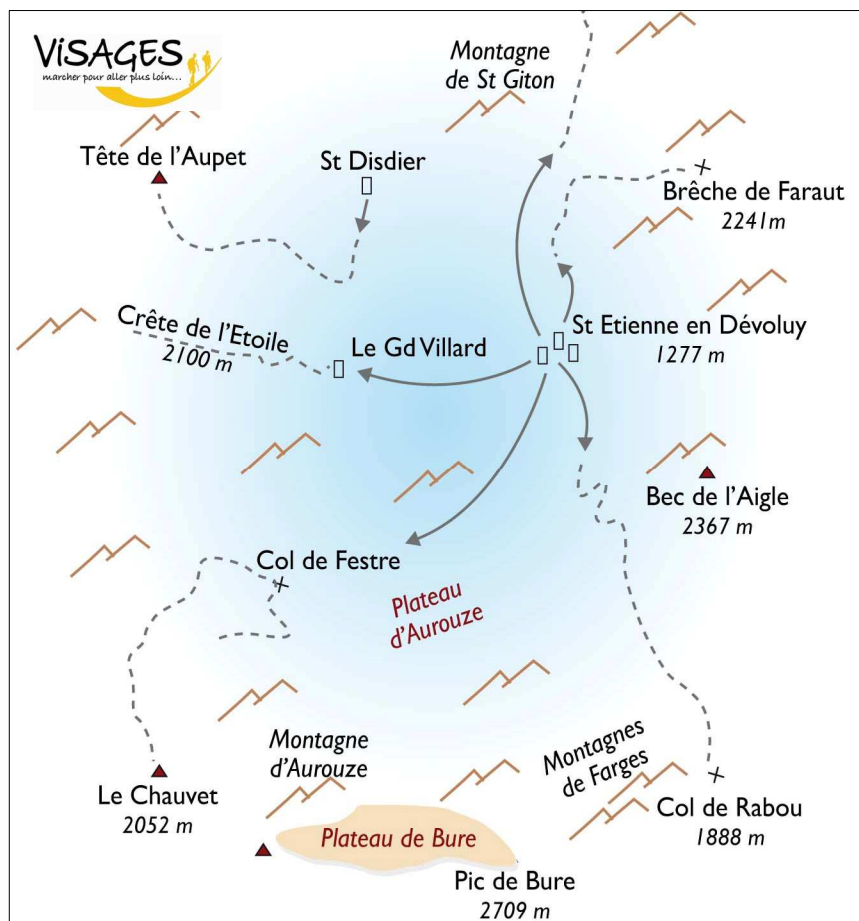 ViSAGES
marcher pour aller plus loin...
Montagne
de St Giton
Tête de l'Aupet
St Disdier
Brêche de Faraut
2241m
Crête de l'Etoile
2100 m
Le Gd Villard
St Etienne en Dévoluy
1277 m
Bec de l'Aigle
2367 m
Col de Festre
Plateau
d'Aurouze
Montagne
d'Aurouze
Montagnes
de Farges
Le Chauvet
2052 m
Col de Rabou
1888 m
Plateau de Bure
Pic de Bure
2709 m